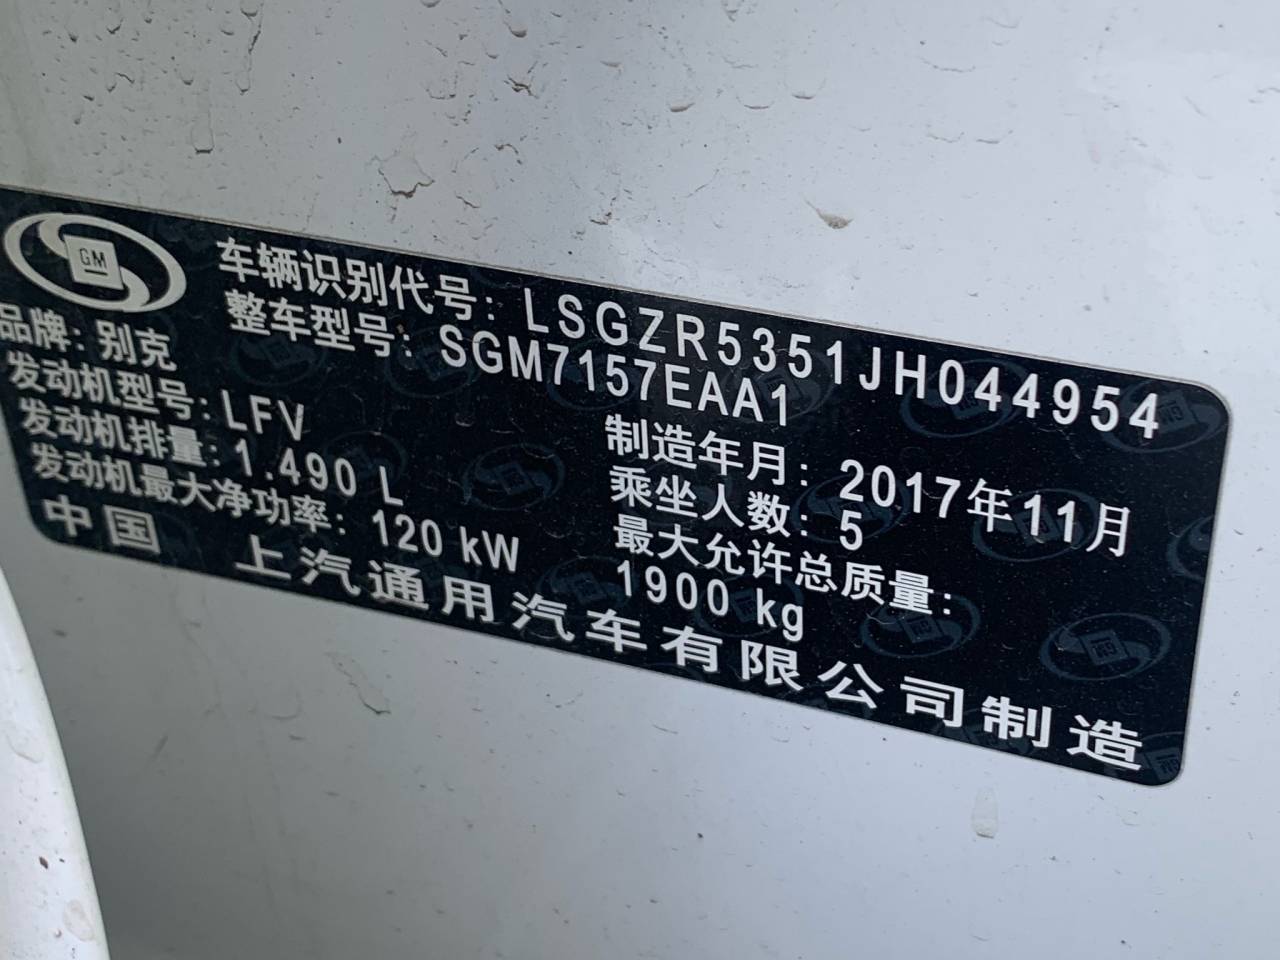 GM
车辆识别代号: LSGZR5351JH044954
整车型号: SGM7157EAA1
品牌: 别克
发动机型号: LFV
发动机排量: 1.490 L
发动机最大净功率: 120 kW
制造年月: 2017年11月
乘坐人数: 5
最大允许总质量:
1900 kg
中国 上汽通用汽车有限公司制造